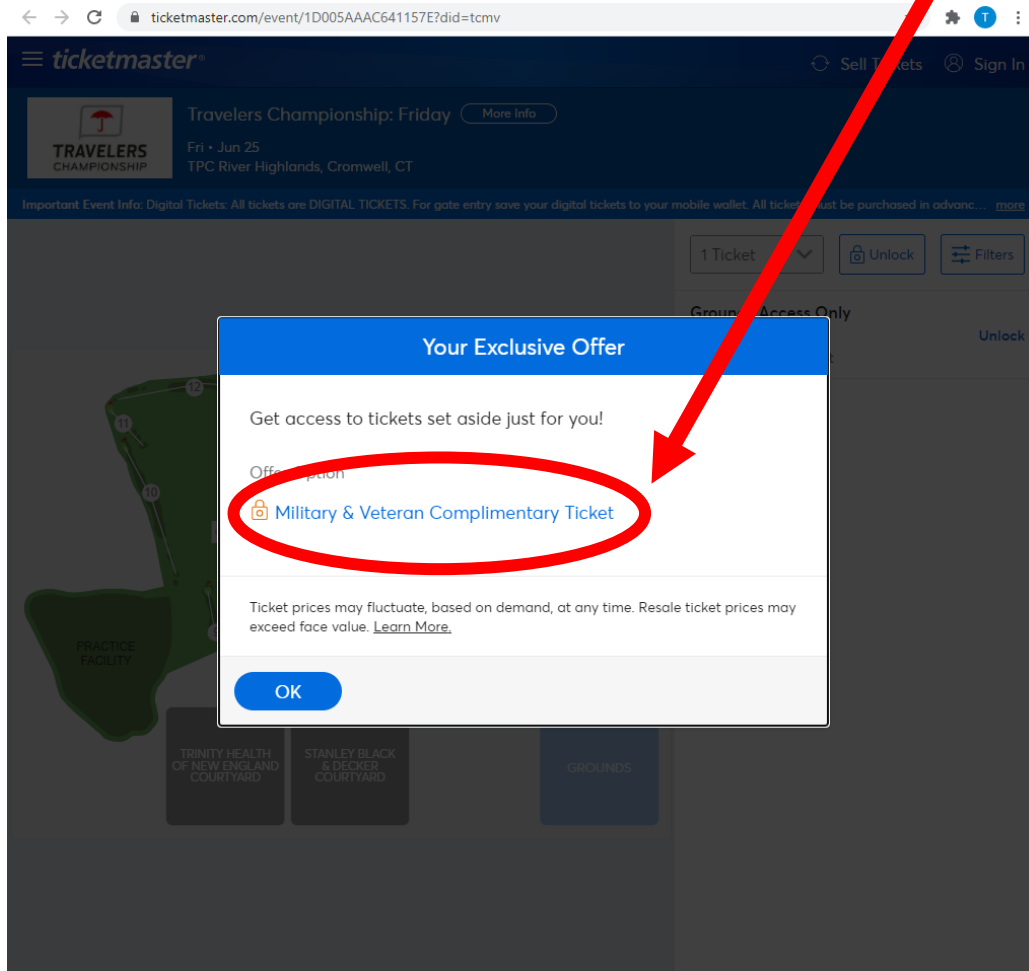 ticketmaster.com/event/1D005AAAC641157E?did=tcmv
T
ticketmaster®
Sell Tickets
Sign In
TRAVELERS
CHAMPIONSHIP
Travelers Championship: Friday
More Info
Fri • Jun 25
TPC River Highlands, Cromwell, CT
Important Event Info: Digital Tickets: All tickets are DIGITAL TICKETS. For gate entry save your digital tickets to your mobile wallet. All tickets must be purchased in advanc... more
1 Ticket
Unlock
Filters
Grounds Access Only
Unlock
Your Exclusive Offer
Get access to tickets set aside just for you!
Offer Option
Military & Veteran Complimentary Ticket
Ticket prices may fluctuate, based on demand, at any time. Resale ticket prices may
exceed face value. Learn More.
OK
12
11
10
PRACTICE
FACILITY
TRINITY HEALTH
OF NEW ENGLAND
COURTYARD
STANLEY BLACK
& DECKER
COURTYARD
GROUNDS